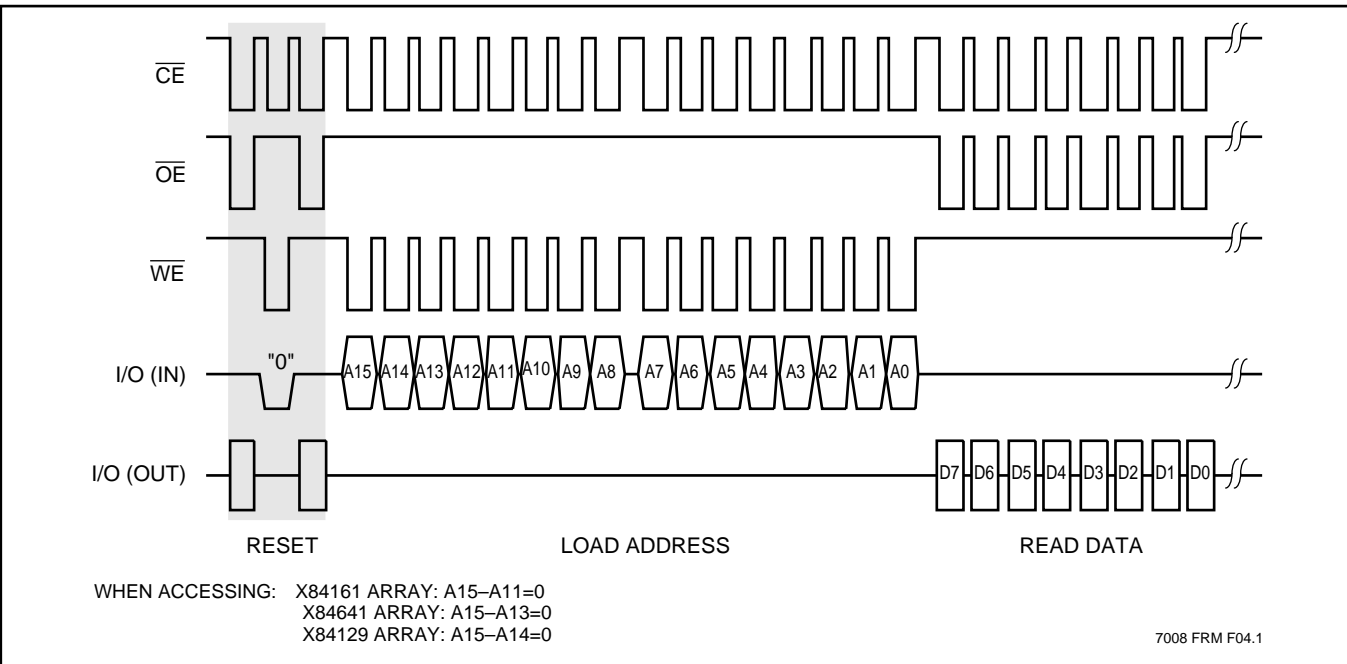 CE
OE
WE
I/O (IN)
"0"
A15 A14 A13 A12 A11 A10 A9 A8 A7 A6 A5 A4 A3 A2 A1 A0
I/O (OUT)
D7 D6 D5 D4 D3 D2 D1 D0
RESET
LOAD ADDRESS
READ DATA
WHEN ACCESSING: X84161 ARRAY: A15–A11=0
X84641 ARRAY: A15–A13=0
X84129 ARRAY: A15–A14=0
7008 FRM F04.1